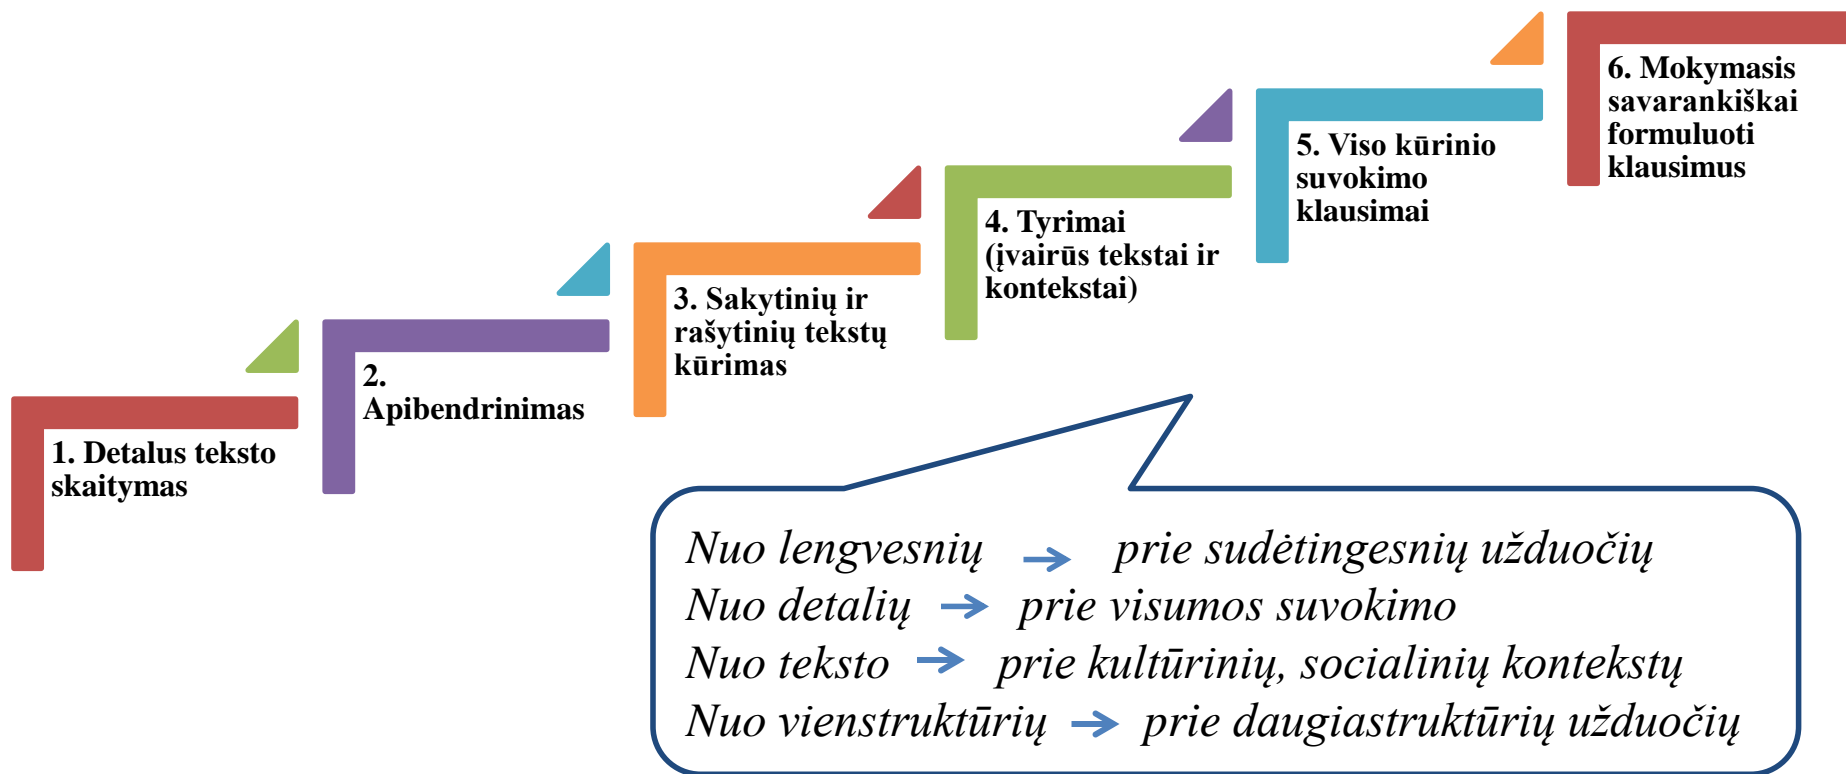 1. Detalus teksto
skaitymas
2.
Apibendrinimas
3. Sakytinių ir
rašytinių tekstų
kūrimas
4. Tyrimai
(įvairūs tekstai ir
kontekstai)
5. Viso kūrinio
suvokimo
klausimai
6. Mokymasis
savarankiškai
formuluoti
klausimus
Nuo lengvesnių → prie sudėtingesnių užduočių
Nuo detalių → prie visumos suvokimo
Nuo teksto → prie kultūrinių, socialinių kontekstų
Nuo vienstruktūrių → prie daugiastruktūrių užduočių